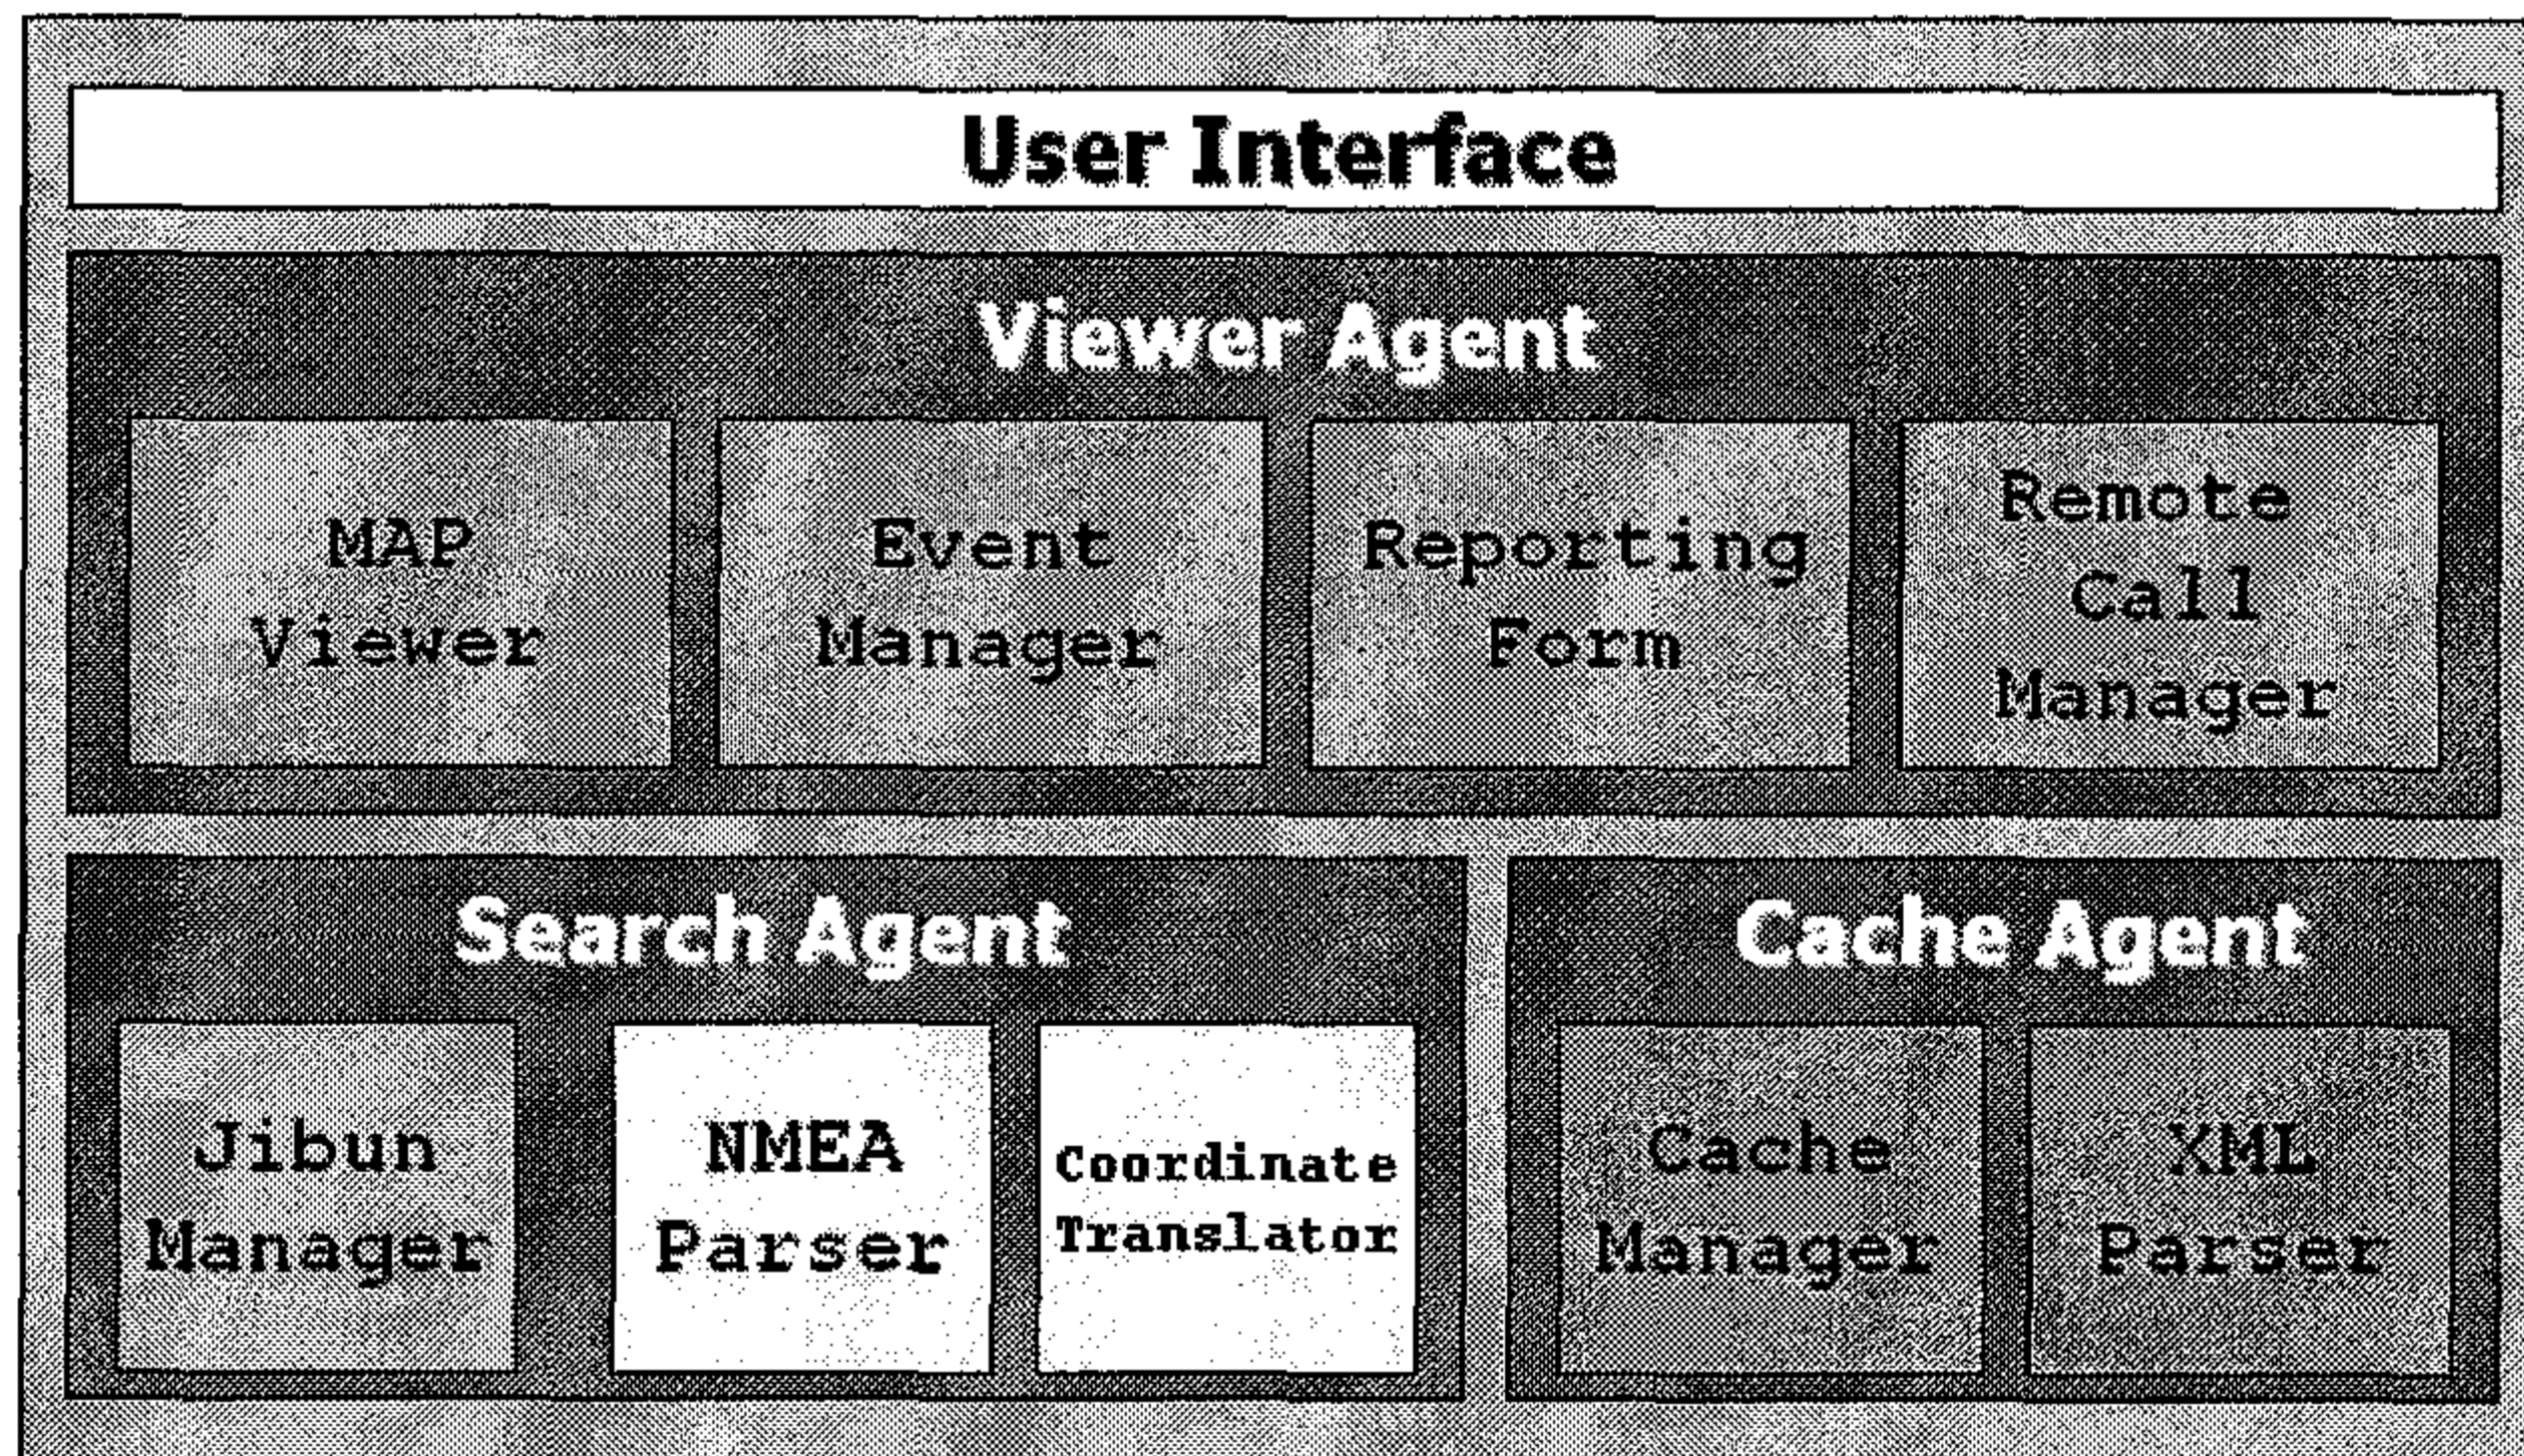 User Interface
Viewer Agent
MAP
Viewer
Event
Manager
Reporting
Form
Remote
Call
Manager
Search Agent
Jibun
Manager
NMEA
Parser
Coordinate
Translator
Cache Agent
Cache
Manager
XML
Parser